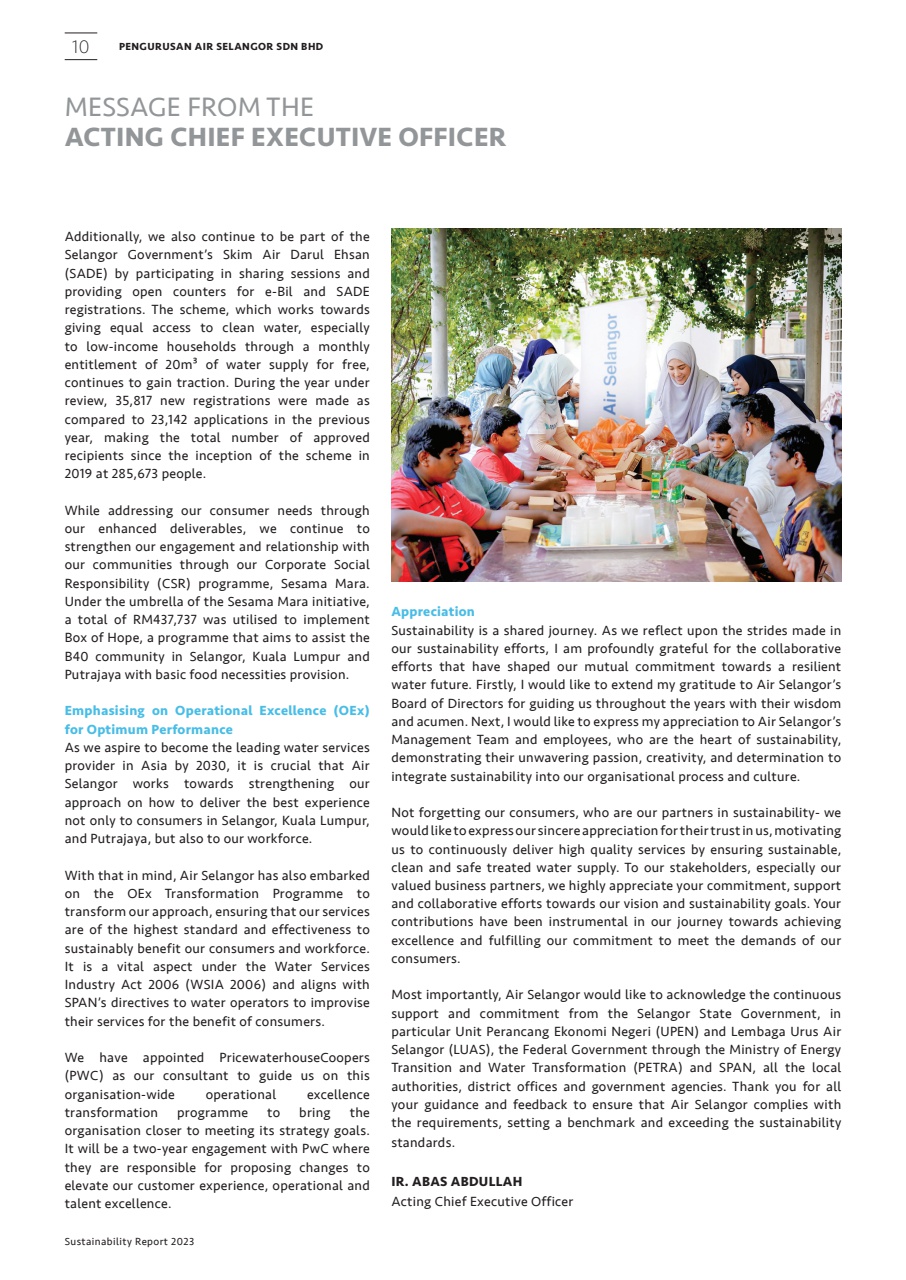 10
PENGURUSAN AIR SELANGOR SDN BHD
MESSAGE FROM THE
ACTING CHIEF EXECUTIVE OFFICER
Additionally, we also continue to be part of the
Selangor Government's Skim Air Darul Ehsan
(SADE) by participating in sharing sessions and
providing open counters for e-Bil and SADE
registrations. The scheme, which works towards
giving equal access to clean water, especially
to low-income households through a monthly
entitlement of 20m³ of water supply for free,
continues to gain traction. During the year under
review, 35,817 new registrations were made as
compared to 23,142 applications in the previous
year, making the total number of approved
recipients since the inception of the scheme in
2019 at 285,673 people.
While addressing our consumer needs through
our enhanced deliverables, we continue to
strengthen our engagement and relationship with
our communities through our Corporate Social
Responsibility (CSR) programme, Sesama Mara.
Under the umbrella of the Sesama Mara initiative,
a total of RM437,737 was utilised to implement
Box of Hope, a programme that aims to assist the
B40 community in Selangor, Kuala Lumpur and
Putrajaya with basic food necessities provision.
Emphasising on Operational Excellence (OEx)
for Optimum Performance
As we aspire to become the leading water services
provider in Asia by 2030, it is crucial that Air
Selangor works towards strengthening our
approach on how to deliver the best experience
not only to consumers in Selangor, Kuala Lumpur,
and Putrajaya, but also to our workforce.
With that in mind, Air Selangor has also embarked
on the OEx Transformation Programme to
transform our approach, ensuring that our services
are of the highest standard and effectiveness to
sustainably benefit our consumers and workforce.
It is a vital aspect under the Water Services
Industry Act 2006 (WSIA 2006) and aligns with
SPAN's directives to water operators to improvise
their services for the benefit of consumers.
We have appointed PricewaterhouseCoopers
(PWC) as our consultant to guide us on this
organisation-wide operational excellence
transformation programme to bring the
organisation closer to meeting its strategy goals.
It will be a two-year engagement with PwC where
they are responsible for proposing changes to
elevate our customer experience, operational and
talent excellence.
Air Selangor
Appreciation
Sustainability is a shared journey. As we reflect upon the strides made in
our sustainability efforts, I am profoundly grateful for the collaborative
efforts that have shaped our mutual commitment towards a resilient
water future. Firstly, I would like to extend my gratitude to Air Selangor's
Board of Directors for guiding us throughout the years with their wisdom
and acumen. Next, I would like to express my appreciation to Air Selangor's
Management Team and employees, who are the heart of sustainability,
demonstrating their unwavering passion, creativity, and determination to
integrate sustainability into our organisational process and culture.
Not forgetting our consumers, who are our partners in sustainability- we
would like to express our sincere appreciation for their trust in us, motivating
us to continuously deliver high quality services by ensuring sustainable,
clean and safe treated water supply. To our stakeholders, especially our
valued business partners, we highly appreciate your commitment, support
and collaborative efforts towards our vision and sustainability goals. Your
contributions have been instrumental in our journey towards achieving
excellence and fulfilling our commitment to meet the demands of our
consumers.
Most importantly, Air Selangor would like to acknowledge the continuous
support and commitment from the Selangor State Government, in
particular Unit Perancang Ekonomi Negeri (UPEN) and Lembaga Urus Air
Selangor (LUAS), the Federal Government through the Ministry of Energy
Transition and Water Transformation (PETRA) and SPAN, all the local
authorities, district offices and government agencies. Thank you for all
your guidance and feedback to ensure that Air Selangor complies with
the requirements, setting a benchmark and exceeding the sustainability
standards.
IR. ABAS ABDULLAH
Acting Chief Executive Officer
Sustainability Report 2023